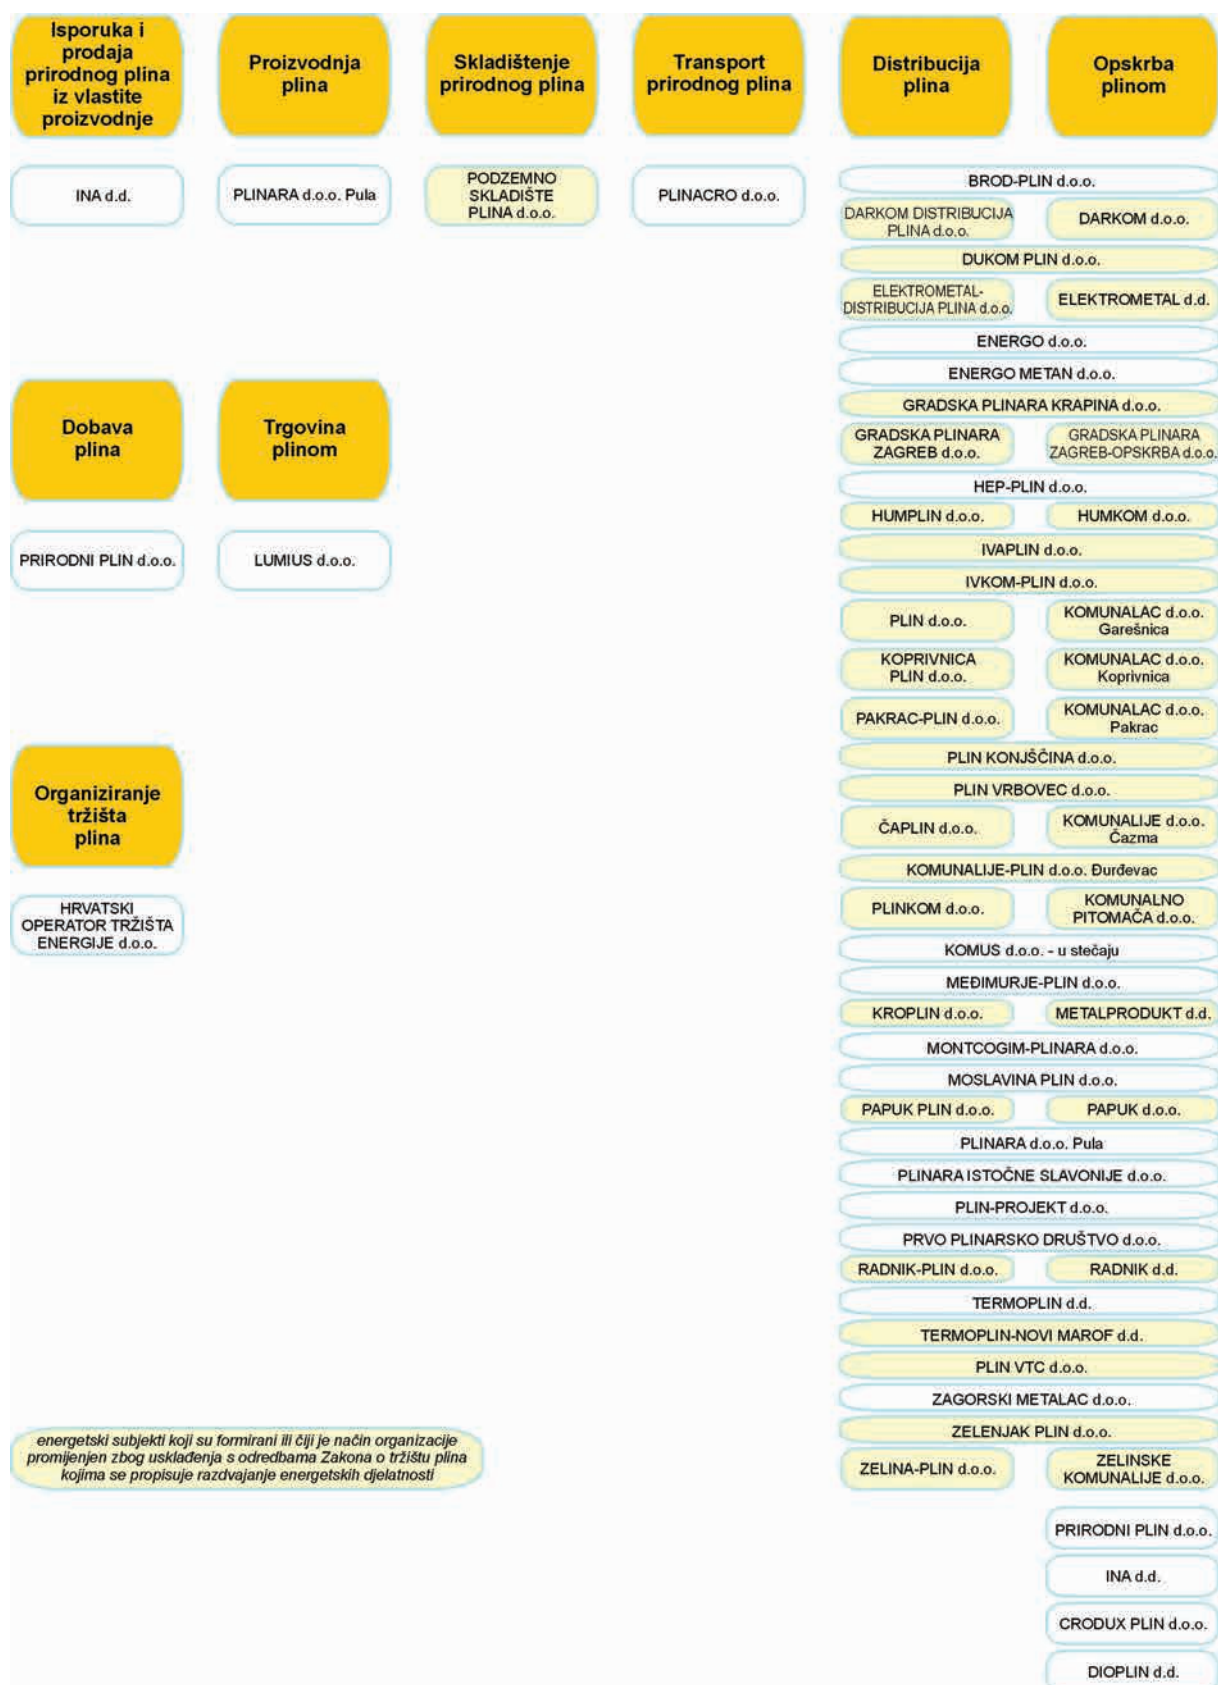 Isporuka i
prodaja
prirodnog plina
iz vlastite
proizvodnje
Proizvodnja
plina
Skladištenje
prirodnog plina
Transport
prirodnog plina
Distribucija
plina
Opskrba
plinom
INA d.d.
PLINARA d.o.o. Pula
PODZEMNO
SKLADIŠTE
PLINA d.o.o.
PLINACRO d.o.o.
BROD-PLIN d.o.o.
DARKOM DISTRIBUCIJA
PLINA d.o.o.
DARKOM d.o.o.
DUKOM PLIN d.o.o.
ELEKTROMETAL-
DISTRIBUCIJA PLINA d.o.o.
ELEKTROMETAL d.d.
ENERGO d.o.o.
ENERGO METAN d.o.o.
GRADSKA PLINARA KRAPINA d.o.o.
GRADSKA PLINARA
ZAGREB d.o.o.
GRADSKA PLINARA
ZAGREB-OPSKRBA d.o.o.
HEP-PLIN d.o.o.
HUMPLIN d.o.o.
HUMKOM d.o.o.
IVAPLIN d.o.o.
IVKOM-PLIN d.o.o.
PLIN d.o.o.
KOMUNALAC d.o.o.
Garešnica
KOPRIVNICA
PLIN d.o.o.
KOMUNALAC d.o.o.
Koprivnica
PAKRAC-PLIN d.o.o.
KOMUNALAC d.o.o.
Pakrac
PLIN KONJŠČINA d.o.o.
PLIN VRBOVEC d.o.o.
ČAPLIN d.o.o.
KOMUNALIJE d.o.o.
Čazma
KOMUNALIJE-PLIN d.o.o. Đurđevac
PLINKOM d.o.o.
KOMUNALNO
PITOMAČA d.o.o.
KOMUS d.o.o. - u stečaju
MEĐIMURJE-PLIN d.o.o.
KROPLIN d.o.o.
METALPRODUKT d.d.
MONTCOGIM-PLINARA d.o.o.
MOSLAVINA PLIN d.o.o.
PAPUK PLIN d.o.o.
PAPUK d.o.o.
PLINARA d.o.o. Pula
PLINARA ISTOČNE SLAVONIJE d.o.o.
PLIN-PROJEKT d.o.o.
PRVO PLINARSKO DRUŠTVO d.o.o.
RADNIK-PLIN d.o.o.
RADNIK d.d.
TERMOPLIN d.d.
TERMOPLIN-NOVI MAROF d.d.
PLIN VTC d.o.o.
ZAGORSKI METALAC d.o.o.
ZELENJAK PLIN d.o.o.
ZELINA-PLIN d.o.o.
ZELINSKE
KOMUNALIJE d.o.o.
PRIRODNI PLIN d.o.o.
INA d.d.
CRODUX PLIN d.o.o.
DIOPLIN d.d.
Dobava
plina
Trgovina
plinom
PRIRODNI PLIN d.o.o.
LUMIUS d.o.o.
Organiziranje
tržišta
plina
HRVATSKI
OPERATOR TRŽIŠTA
ENERGIJE d.o.o.
energetski subjekti koji su formirani ili čiji je način organizacije
promijenjen zbog usklađenja s odredbama Zakona o tržištu plina
kojima se propisuje razdvajanje energetskih djelatnosti